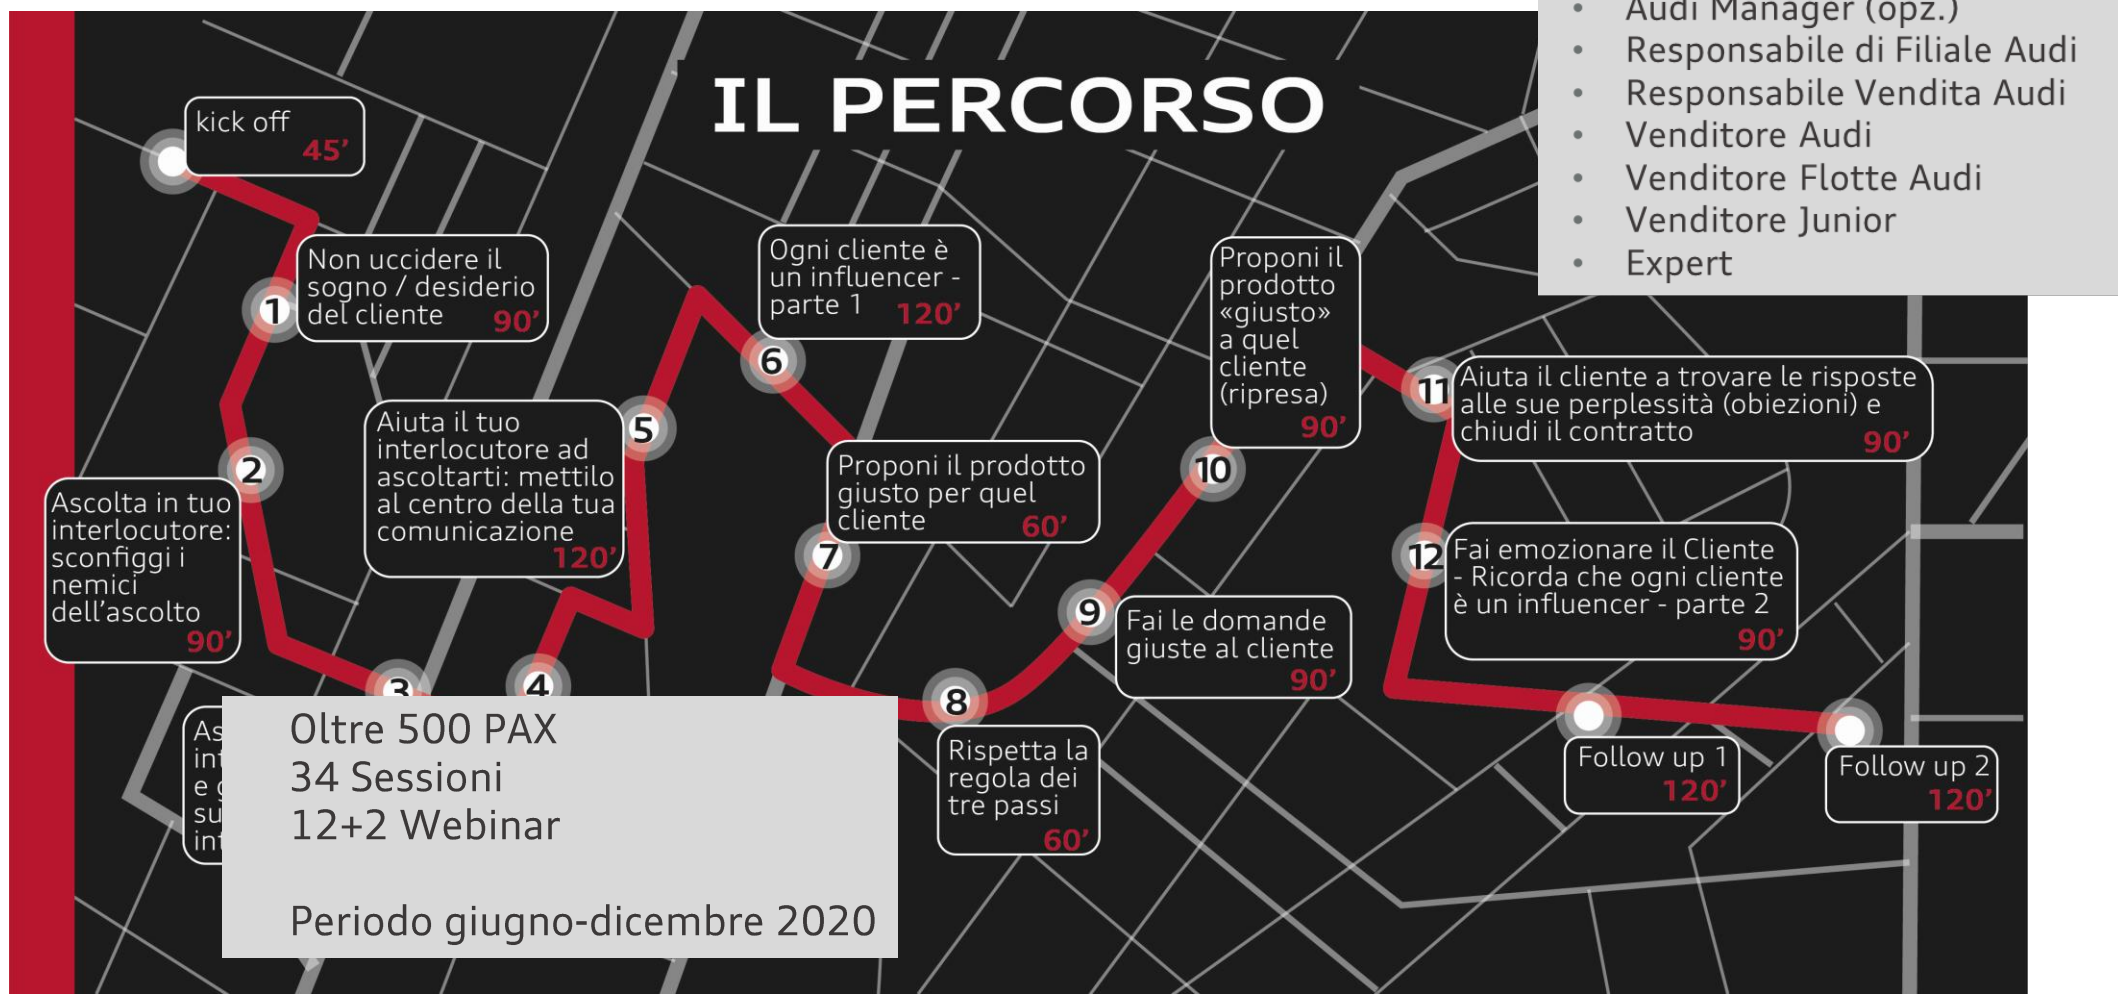 IL PERCORSO
Audi Manager (opz.)
Responsabile di Filiale Audi
Responsabile Vendita Audi
Venditore Audi
Venditore Flotte Audi
Venditore Junior
Expert
kick off
45’
1
Non uccidere il
sogno / desiderio
del cliente
90’
2
Ascolta in tuo
interlocutore:
sconfiggi i
nemici
dell’ascolto
90’
3
4
Aiuta il tuo
interlocutore ad
ascoltarti: mettilo
al centro della tua
comunicazione
120’
5
6
Ogni cliente è
un influencer -
parte 1
120’
7
Proponi il prodotto
giusto per quel
cliente
60’
8
Rispetta la
regola dei
tre passi
60’
9
Fai le domande
giuste al cliente
90’
10
Proponi il
prodotto
«giusto»
a quel
cliente
(ripresa)
90’
11
Aiuta il cliente a trovare le risposte
alle sue perplessità (obiezioni) e
chiudi il contratto
90’
12
Fai emozionare il Cliente
- Ricorda che ogni cliente
è un influencer - parte 2
90’
Follow up 1
120’
Follow up 2
120’
Oltre 500 PAX
34 Sessioni
12+2 Webinar
Periodo giugno-dicembre 2020